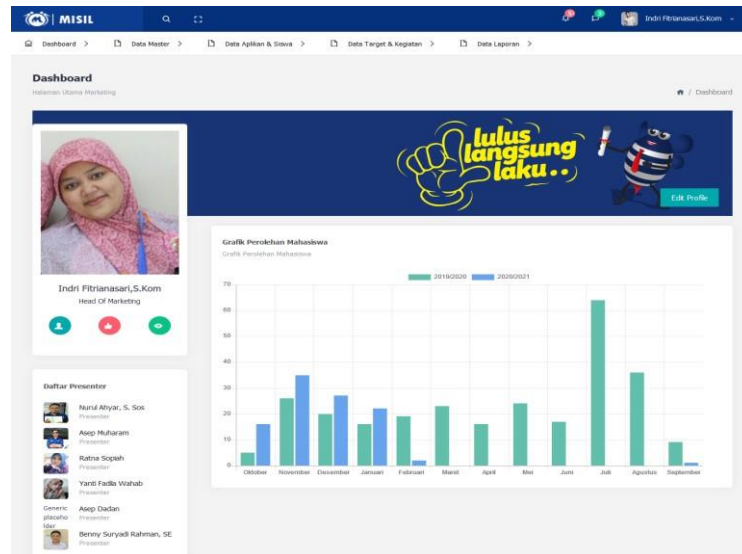 MISIL
Indri Fitrianasari,S.Kom
Dashboard > Data Master > Data Aplikan & Siswa > Data Target & Kegiatan > Data Laporan >
Dashboard
Halaman Utama Marketing
/ Dashboard
lulus
langsung
laku..
Edit Profile
Indri Fitrianasari,S.Kom
Head Of Marketing
Grafik Perolehan Mahasiswa
Grafik Perolehan Mahasiswa
2019/2020 2020/2021
70
60
50
40
30
20
10
0
Oktober November Desember Januari Februari Maret April Mei Juni Juli Agustus September
Daftar Presenter
Nurul Ahyar, S. Sos
Presenter
Asep Muharam
Presenter
Ratna Sopiah
Presenter
Yanti Fadila Wahab
Presenter
Generic placeholder
Asep Dadan
Presenter
Benny Suryadi Rahman, SE
Presenter